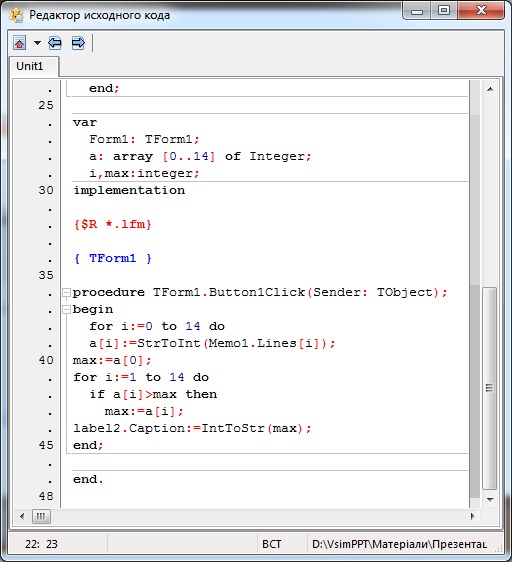 Редактор исходного кода
Unit1
end;
25
var
Form1: TForm1;
a: array [0..14] of Integer;
i,max:integer;
30 implementation
{$R *.lfm}
{ TForm1 }
35
procedure TForm1.Button1Click(Sender: TObject);
begin
for i:=0 to 14 do
a[i]:=StrToInt(Memo1.Lines[i]);
40 max:=a[0];
for i:=1 to 14 do
if a[i]>max then
max:=a[i];
label2.Caption:=IntToStr(max);
45 end;
end.
48
22: 23 ВСТ D:\VsimPPT\Матеріали\Презентац